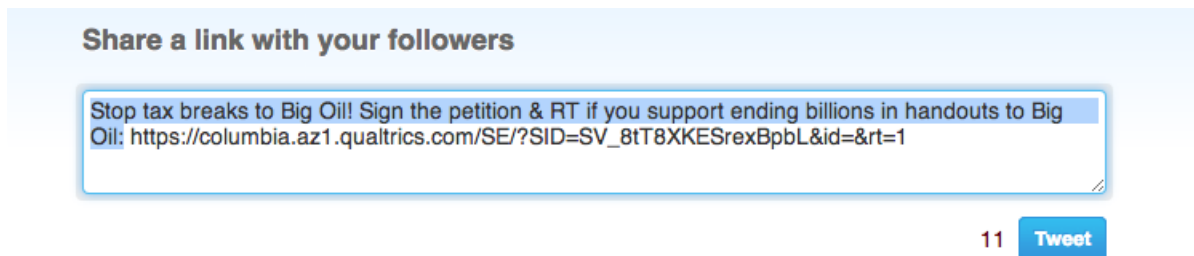 Share a link with your followers
Stop tax breaks to Big Oil! Sign the petition & RT if you support ending billions in handouts to Big
Oil: https://columbia.az1.qualtrics.com/SE/?SID=SV_8tT8XKESrexBpbL&id=&rt=1
11 Tweet